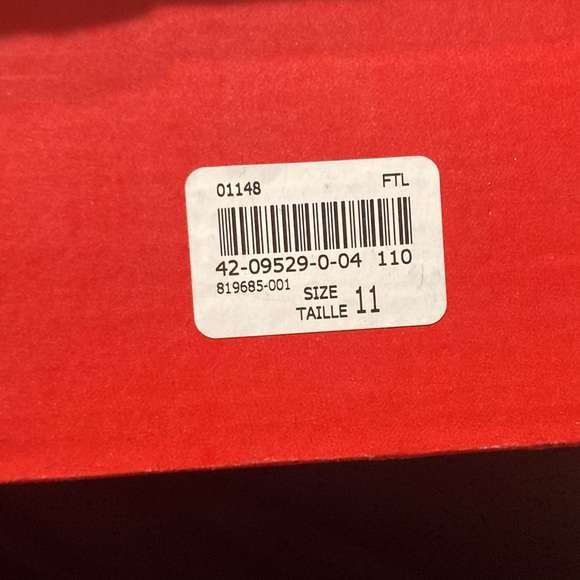 01148 FTL
42-09529-0-04 110
819685-001 SIZE
TAILLE 11